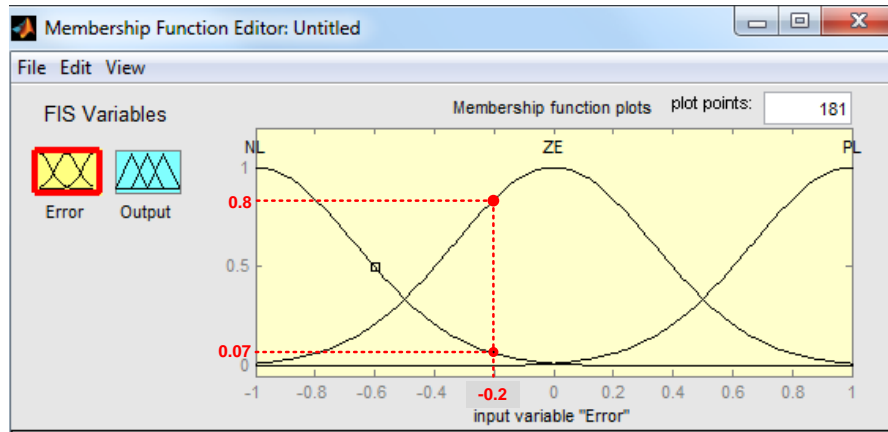 Membership Function Editor: Untitled
File Edit View
FIS Variables
Membership function plots plot points: 181
NL ZE PL
1
0.8
0.5
0.07
0
Error Output
-1 -0.8 -0.6 -0.4 -0.2 0 0.2 0.4 0.6 0.8 1
input variable "Error"